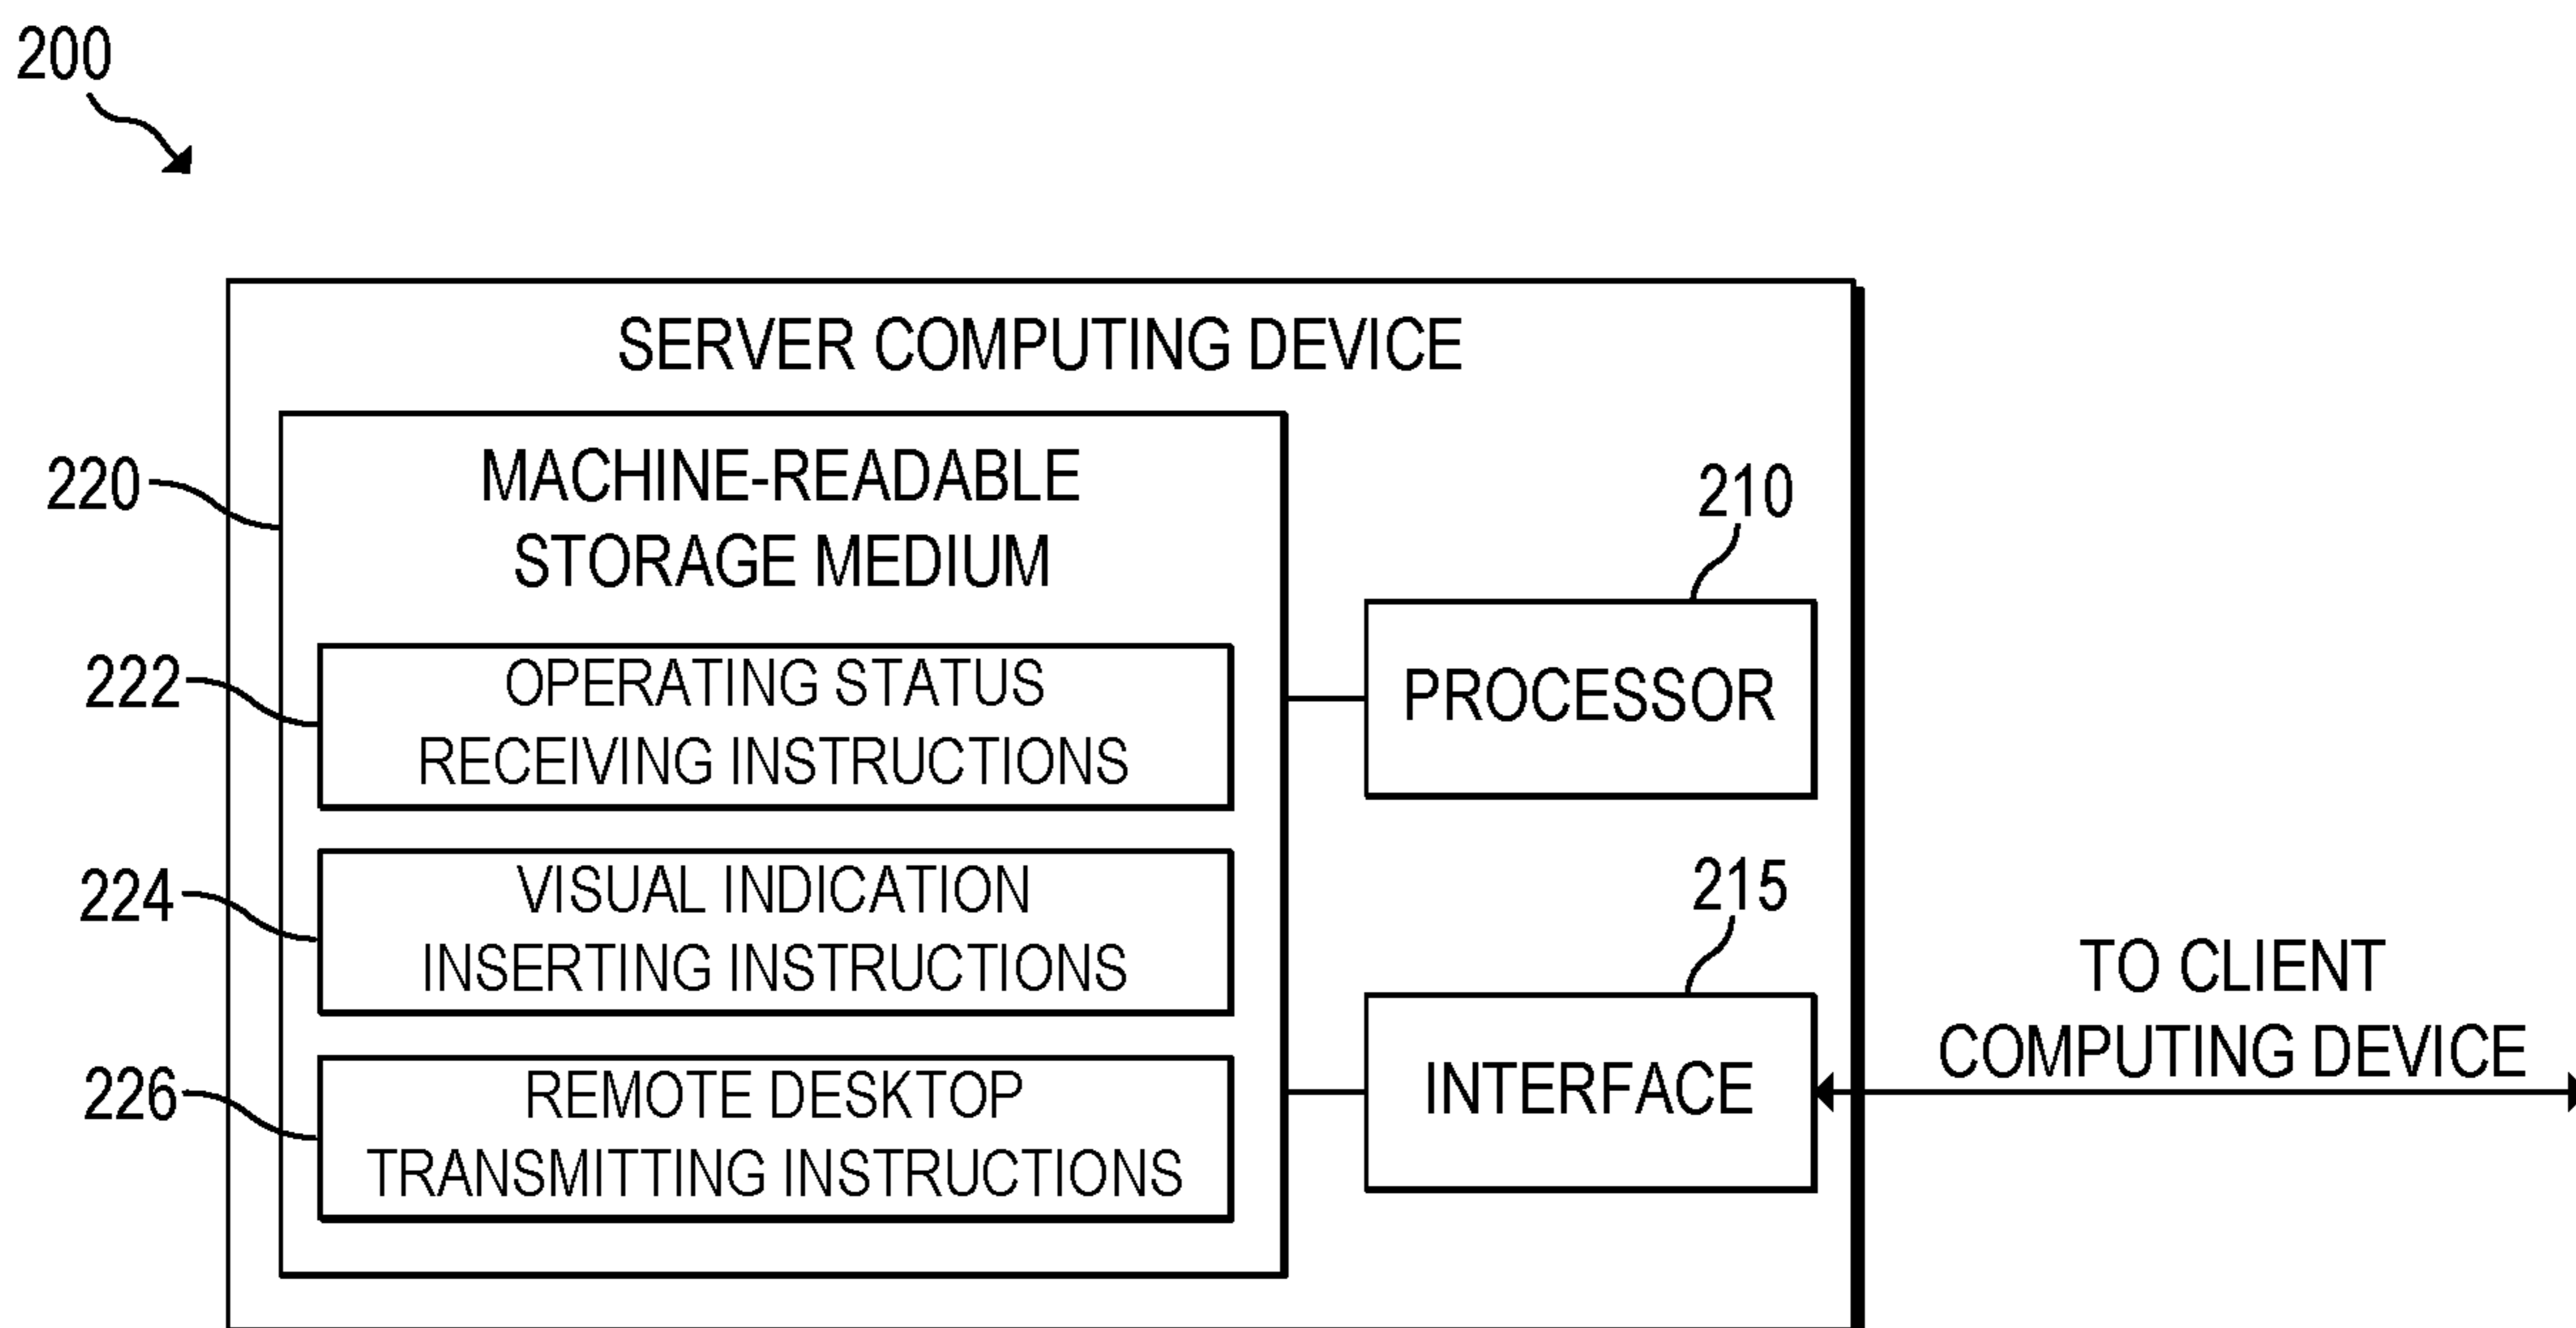 200
SERVER COMPUTING DEVICE
220
MACHINE-READABLE
STORAGE MEDIUM
210
222
OPERATING STATUS
RECEIVING INSTRUCTIONS
PROCESSOR
224
VISUAL INDICATION
INSERTING INSTRUCTIONS
215
TO CLIENT
COMPUTING DEVICE
226
REMOTE DESKTOP
TRANSMITTING INSTRUCTIONS
INTERFACE